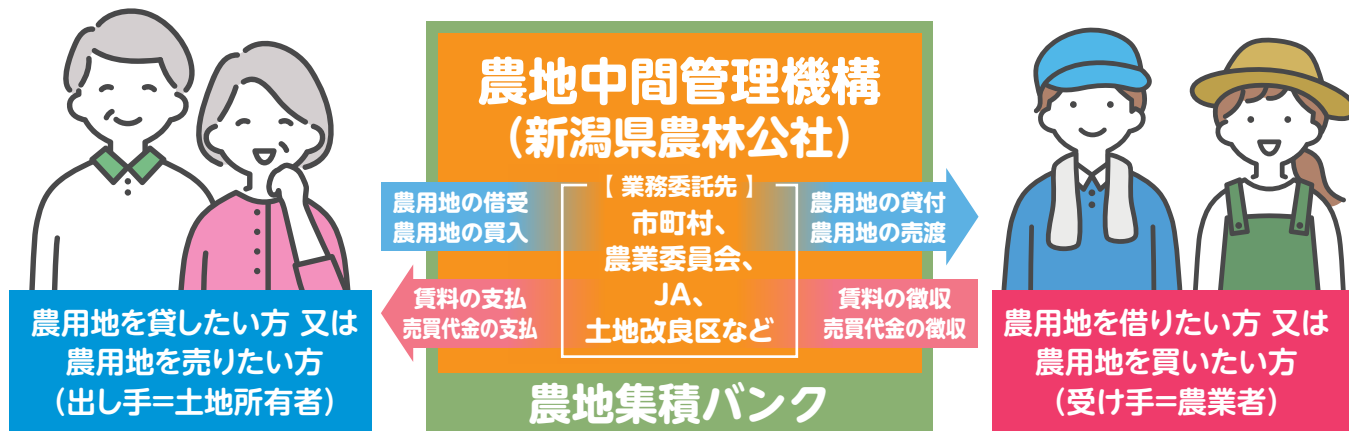 農地中間管理機構
（新潟県農林公社）
農用地の借受
農用地の買入
【 業務委託先 】
市町村、
農業委員会、
JA、
土地改良区など
農用地の貸付
農用地の売渡
賃料の支払
売買代金の支払
賃料の徴収
売買代金の徴収
農用地を貸したい方 又は
農用地を売りたい方
（出し手＝土地所有者）
農地集積バンク
農用地を借りたい方 又は
農用地を買いたい方
（受け手＝農業者）